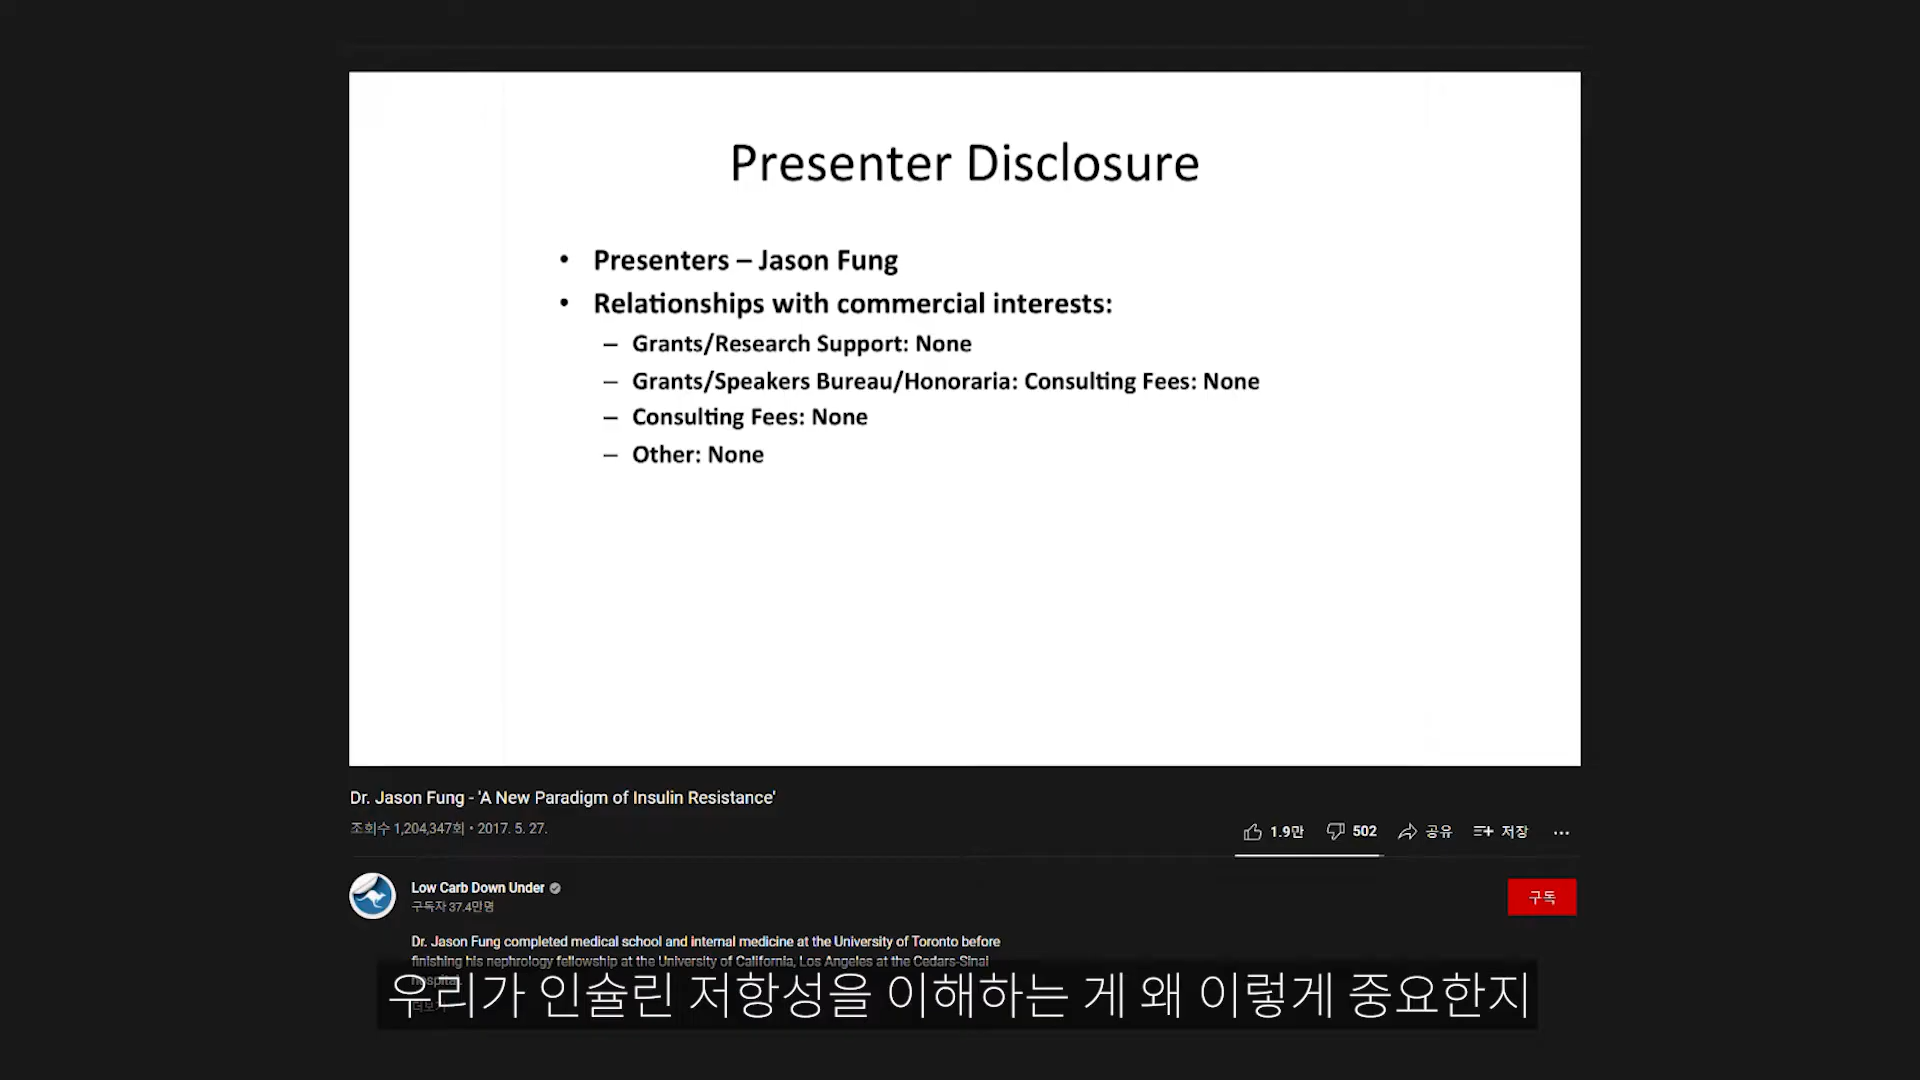 Presenter Disclosure
• Presenters – Jason Fung
• Relationships with commercial interests:
– Grants/Research Support: None
– Grants/Speakers Bureau/Honoraria: Consulting Fees: None
– Consulting Fees: None
– Other: None
Dr. Jason Fung - 'A New Paradigm of Insulin Resistance'
조회수 1,204,347회 • 2017. 5. 27.
1.9만 502 공유 저장 ...
Low Carb Down Under
구독자 37.4만명
구독
Dr. Jason Fung completed medical school and internal medicine at the University of Toronto before
finishing his nephrology fellowship at the University of California, Los Angeles at the Cedars-Sinai
hospital.
우리가 인슐린 저항성을 이해하는 게 왜 이렇게 중요한지